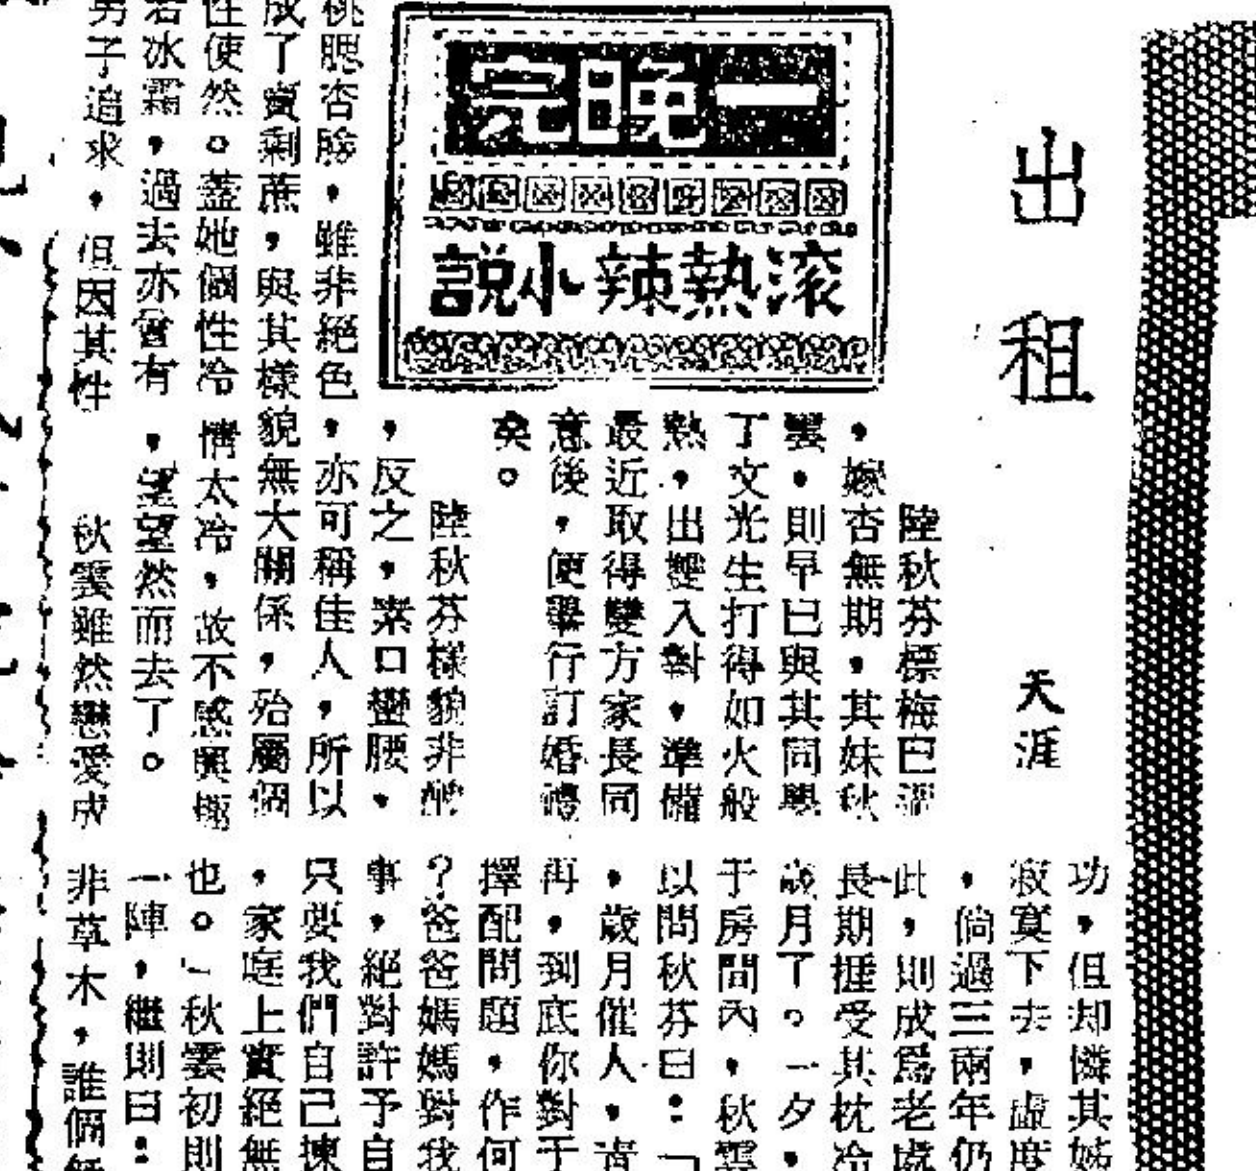 出租
天涯
一晚完
滾熱辣小說
陸秋芬標梅已
，嫁杏無期，其妹秋
雲，則早已與其同學
丁文光生打得如火般
熱，出雙入對，準備
最近取得雙方家長同
意後，便舉行訂婚禮
矣。
陸秋芬樣貌非醜
，反之，素口蠻腰，
桃腮杏臉，雖非絕色，亦可稱佳人，所以
成了賣剩蔗，與其樣貌無大關係，殆屬個
性使然。蓋她個性冷情太冷，故不感興趣
若冰霜，過去亦會有，望望然而去了。
男子追求，但因其性
秋雲雖然戀愛成
功，但却憐其姊
寂寞下去，虛度
，倘過三兩年仍
此，則成爲老處
長期捱受其枕冷
歲月了。一夕，
于房間內，秋雲
以問秋芬曰：「
，歲月催人，青
再，到底你對于
擇配問題，作何
？爸爸媽媽對我
事，絕對許予自
只要我們自己揀
，家庭上實絕無
也。」秋雲初則
一陣，繼則曰：
非草木，誰個